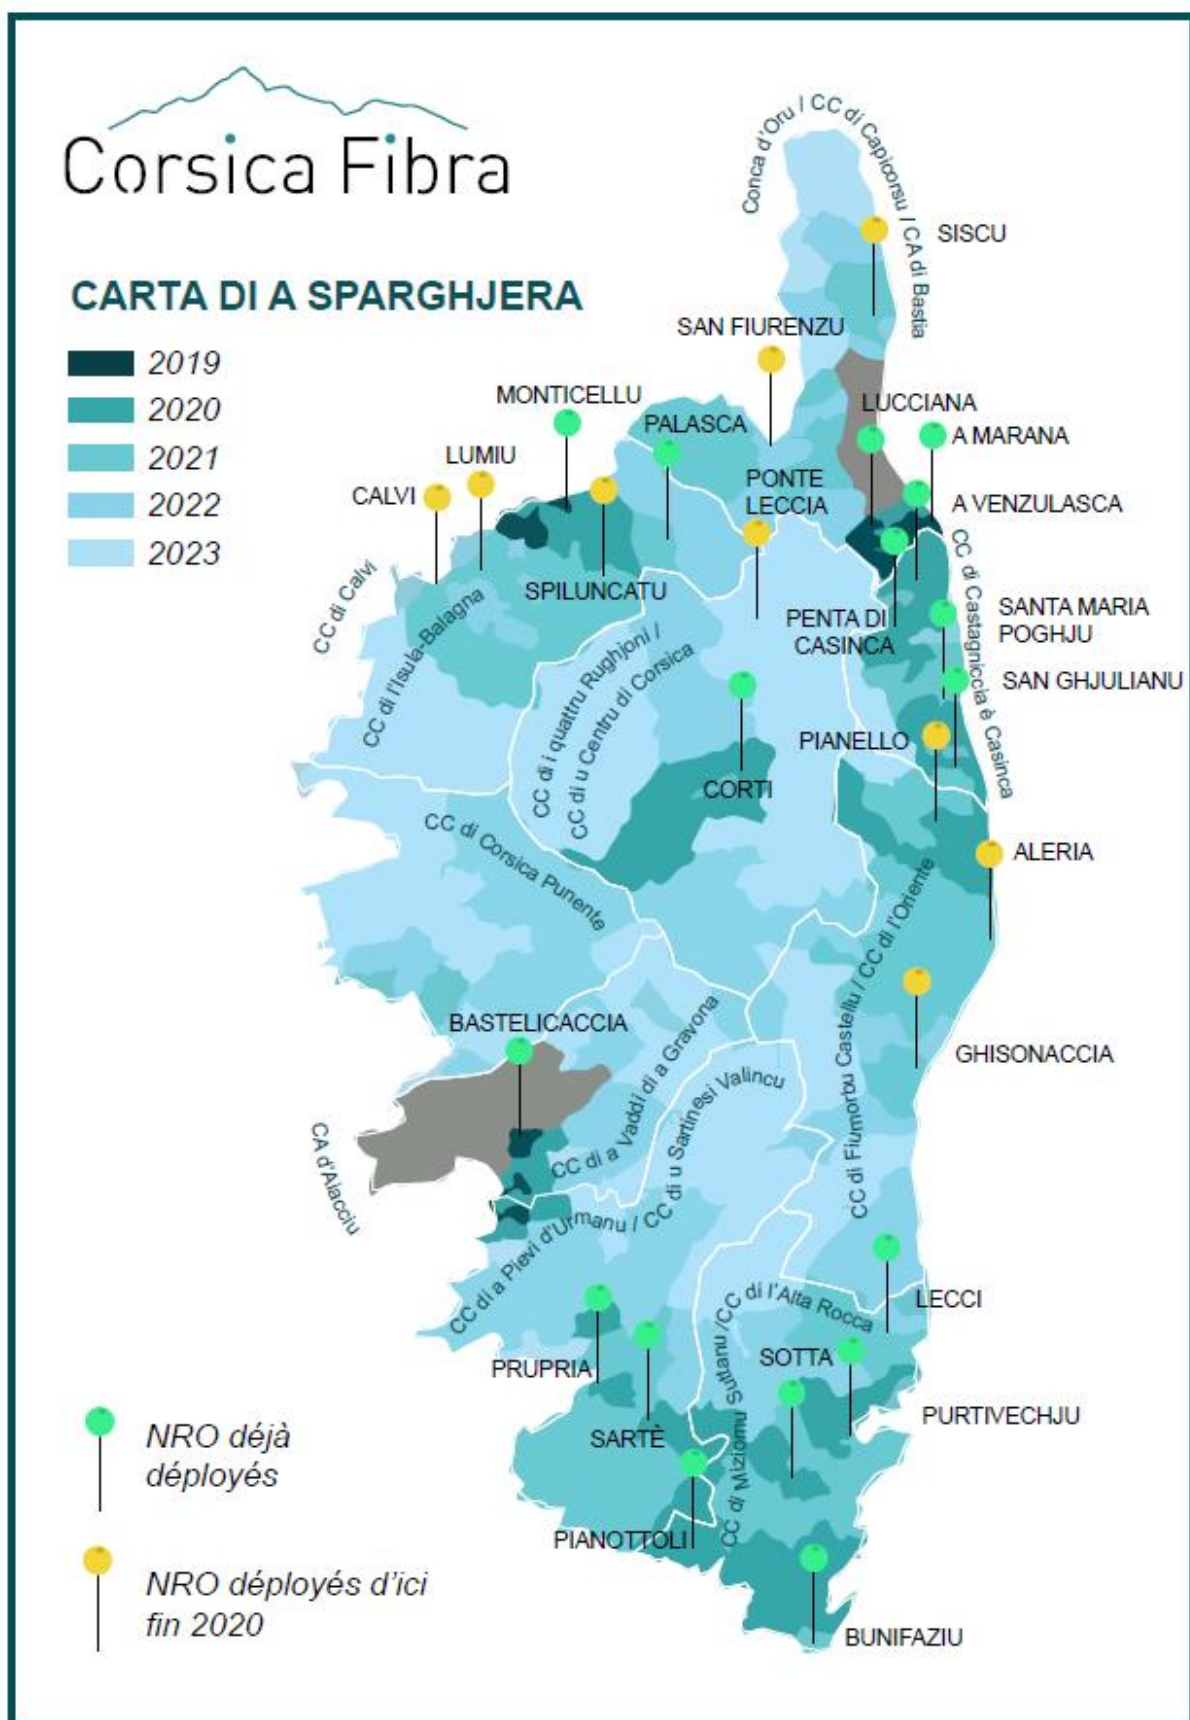 Corsica Fibra
CARTA DI A SPARGHJERA
2019
2020
2021
2022
2023
Conca d'Oru / CC di Capicorsu / CA di Bastia
SISCU
SAN FIURENZU
MONTICELLU
LUCCIANA
PALASCA
A MARANA
LUMIU
PONTE
LECCIA
CALVI
A VENZULASCA
CC di Calvi
SPILUNCATU
CC di l'Isula-Balagna
PENTA DI
CASINCA
SANTA MARIA
POGHJU
CC di Castagniccia è Casinca
SAN GHJULIANU
CC di i quattru Rughjoni /
CC di u Centru di Corsica
PIANELLO
CORTI
CC di Corsica Punente
ALERIA
CC di Fiumorbu Castellu / CC di l'Oriente
BASTELICACCIA
GHISONACCIA
CA d'Aiacciu
CC di a Vaddi di a Gravona
CC di a Pievi d'Urmanu / CC di u Sartinesi Valincu
LECCI
CC di Miziomu Suttanu /CC di l'Alta Rocca
PRUPRIA
SOTTA
PURTIVECHJU
SARTÈ
NRO déjà
déployés
PIANOTTOLI
NRO déployés d'ici
fin 2020
BUNIFAZIU